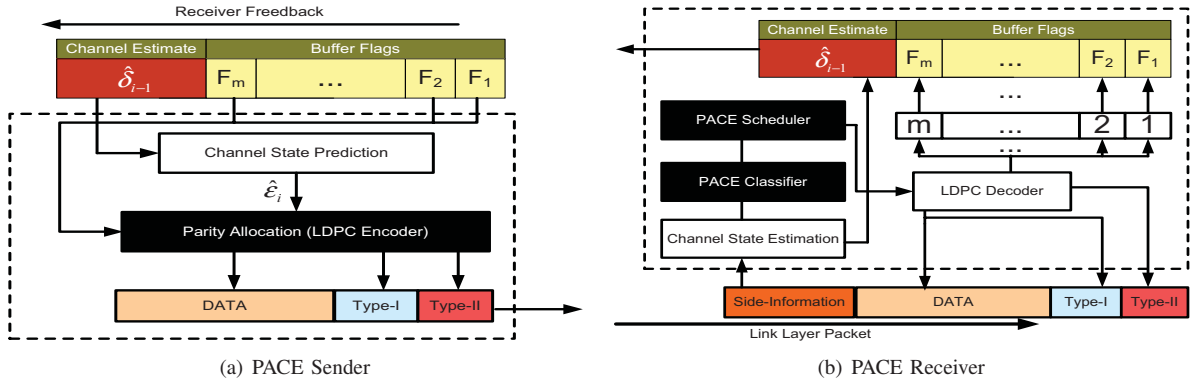 Receiver Freedback
Channel Estimate Buffer Flags
δ̂ᵢ₋₁ Fₘ ... F₂ F₁
Channel State Prediction
ε̂ᵢ
Parity Allocation (LDPC Encoder)
DATA Type-I Type-II
(a) PACE Sender
Channel Estimate Buffer Flags
δ̂ᵢ₋₁ Fₘ ... F₂ F₁
...
PACE Scheduler
m ... 2 1
...
PACE Classifier
LDPC Decoder
Channel State Estimation
Side-Information DATA Type-I Type-II
Link Layer Packet
(b) PACE Receiver